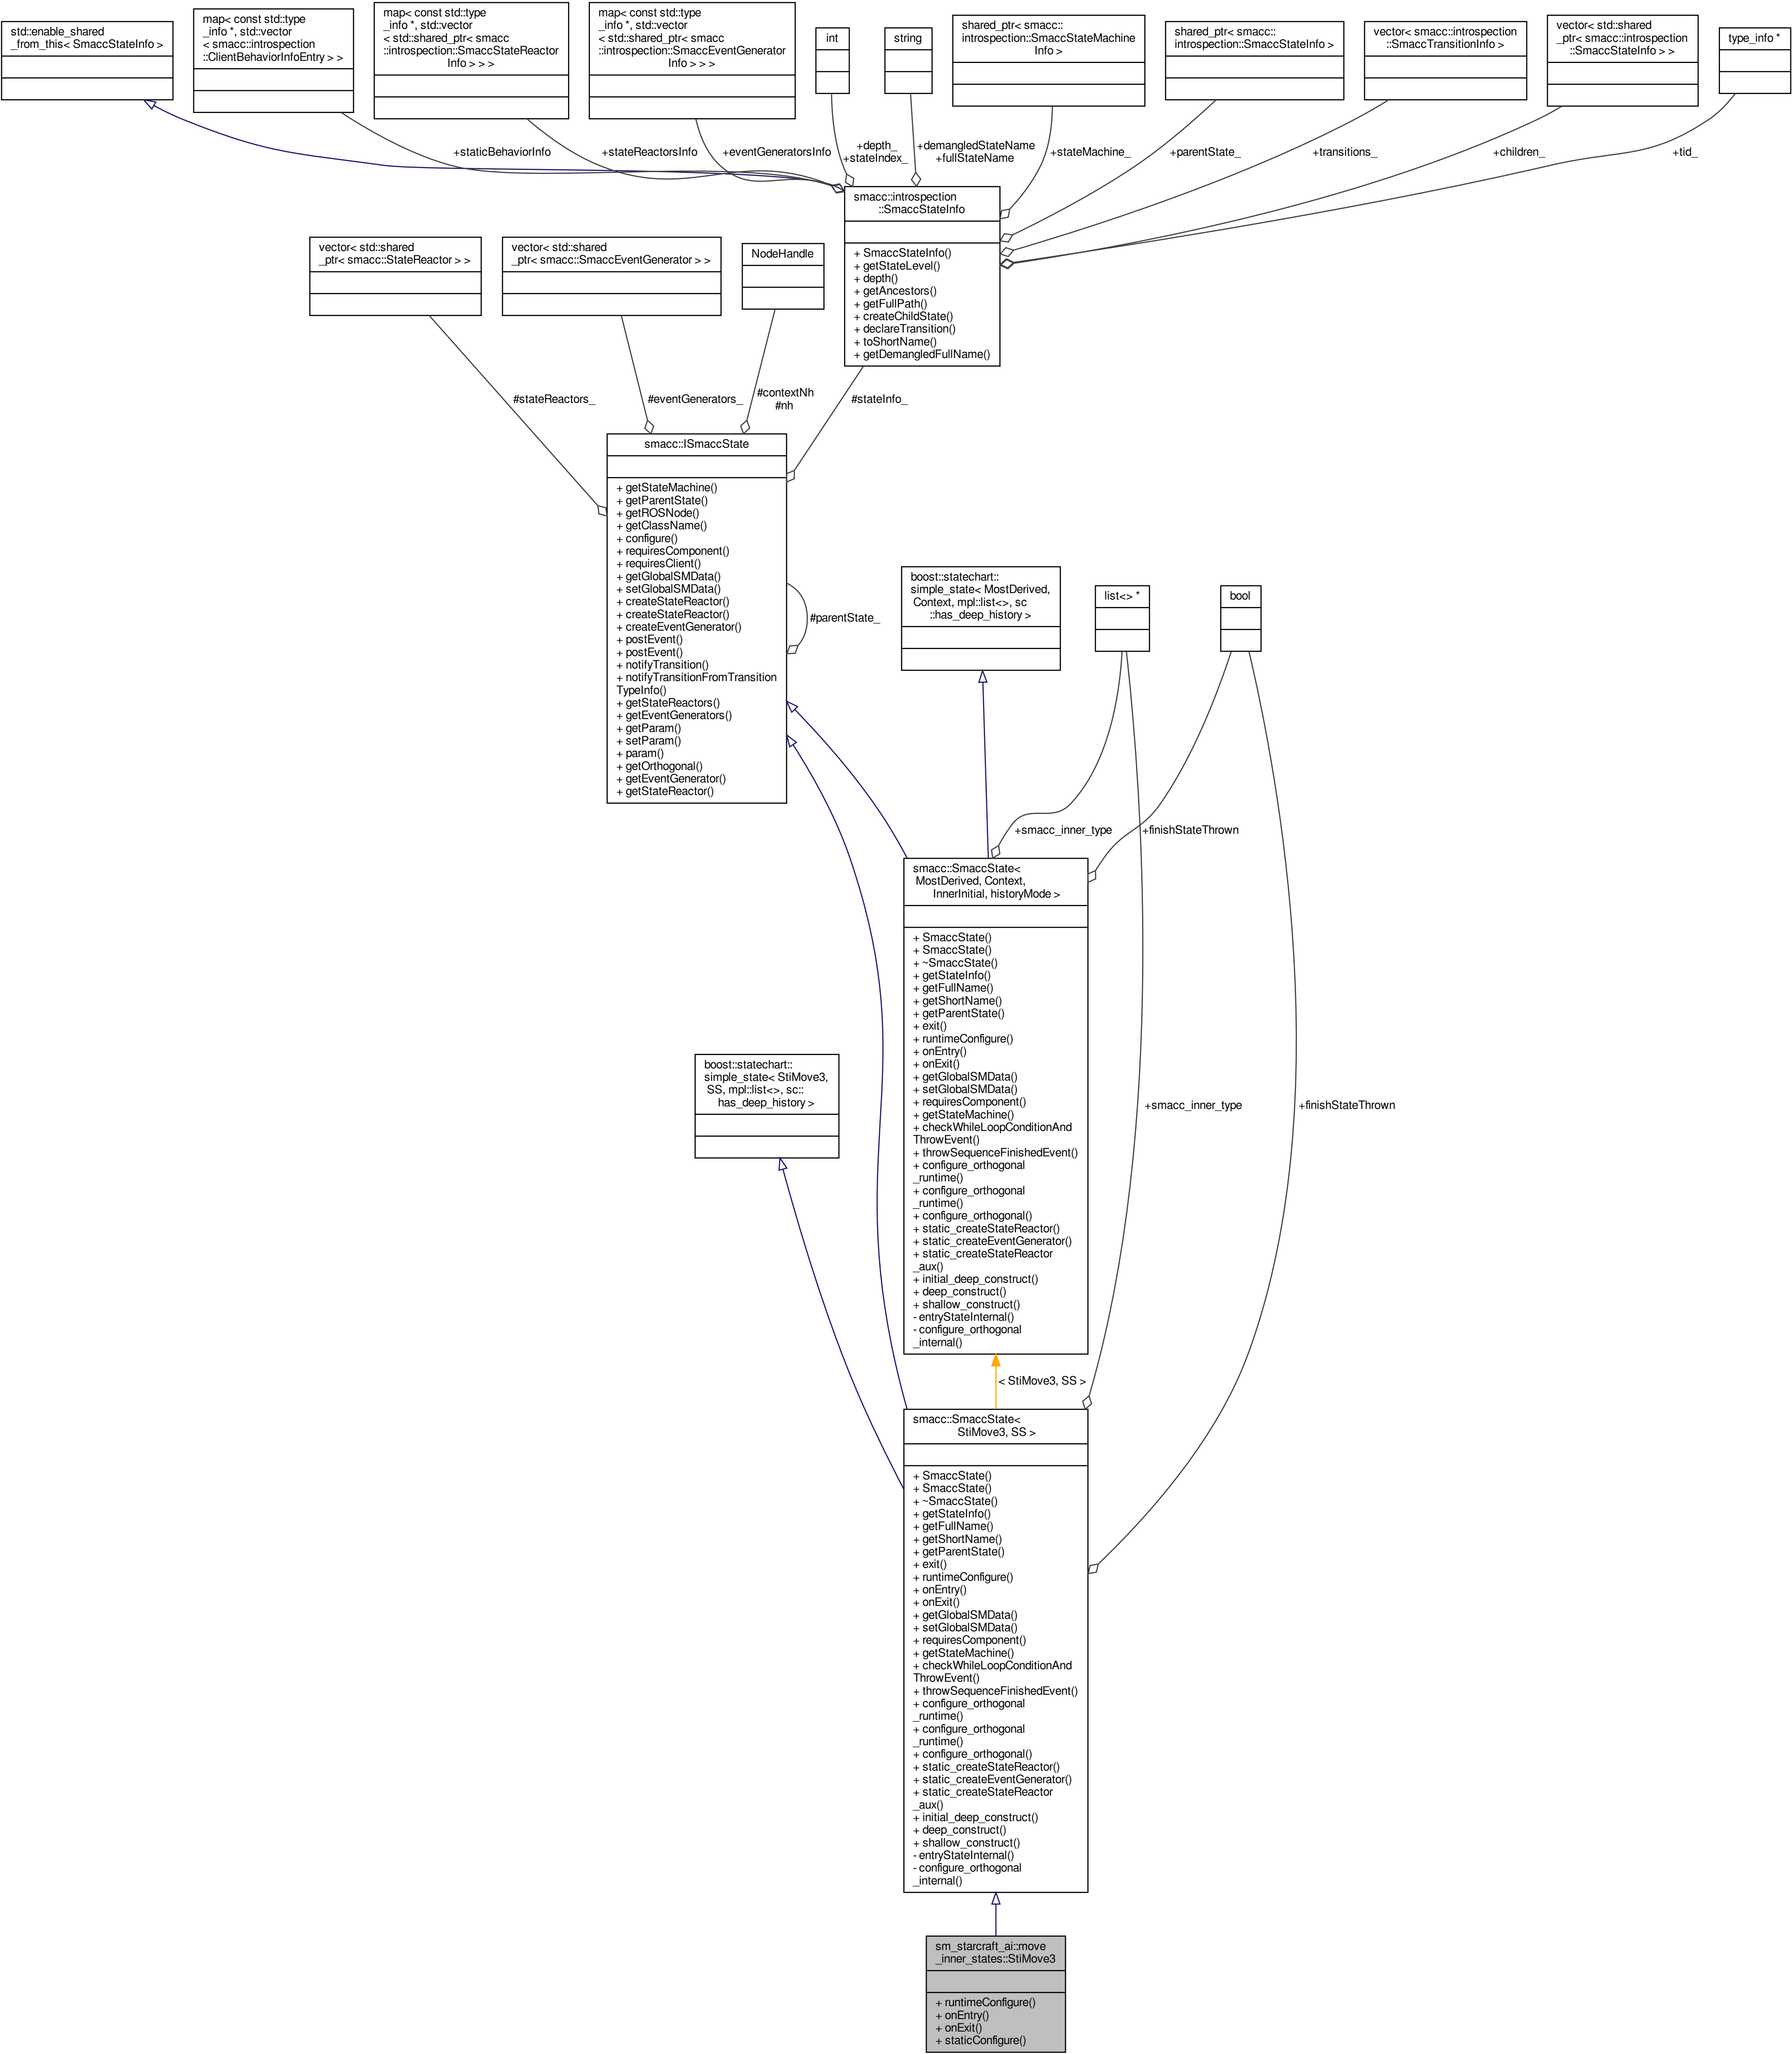 std::enable_shared
_from_this< SmaccStateInfo >
map< const std::type
_info *, std::vector
< smacc::introspection
::ClientBehaviorInfoEntry > >
map< const std::type
_info *, std::vector
< std::shared_ptr< smacc
::introspection::SmaccStateReactor
Info > > >
map< const std::type
_info *, std::vector
< std::shared_ptr< smacc
::introspection::SmaccEventGenerator
Info > > >
int
string
shared_ptr< smacc::
introspection::SmaccStateMachine
Info >
shared_ptr< smacc::
introspection::SmaccStateInfo >
vector< smacc::introspection
::SmaccTransitionInfo >
vector< std::shared
_ptr< smacc::introspection
::SmaccStateInfo > >
type_info *
+staticBehaviorInfo
+stateReactorsInfo
+eventGeneratorsInfo
+depth_
+stateIndex_
+demangledStateName
+fullStateName
+stateMachine_
+parentState_
+transitions_
+children_
+tid_
smacc::introspection
::SmaccStateInfo
+ SmaccStateInfo()
+ getStateLevel()
+ depth()
+ getAncestors()
+ getFullPath()
+ createChildState()
+ declareTransition()
+ toShortName()
+ getDemangledFullName()
vector< std::shared
_ptr< smacc::StateReactor > >
vector< std::shared
_ptr< smacc::SmaccEventGenerator > >
NodeHandle
#stateReactors_
#eventGenerators_
#contextNh
#nh
#stateInfo_
smacc::ISmaccState
+ getStateMachine()
+ getParentState()
+ getROSNode()
+ getClassName()
+ configure()
+ requiresComponent()
+ requiresClient()
+ getGlobalSMData()
+ setGlobalSMData()
+ createStateReactor()
+ createStateReactor()
+ createEventGenerator()
+ postEvent()
+ postEvent()
+ notifyTransition()
+ notifyTransitionFromTransition
TypeInfo()
+ getStateReactors()
+ getEventGenerators()
+ getParam()
+ setParam()
+ param()
+ getOrthogonal()
+ getEventGenerator()
+ getStateReactor()
#parentState_
boost::statechart::
simple_state< MostDerived,
Context, mpl::list<>, sc
::has_deep_history >
list<> *
bool
+smacc_inner_type
+finishStateThrown
smacc::SmaccState<
MostDerived, Context,
InnerInitial, historyMode >
+ SmaccState()
+ SmaccState()
+ ~SmaccState()
+ getStateInfo()
+ getFullName()
+ getShortName()
+ getParentState()
+ exit()
+ runtimeConfigure()
+ onEntry()
+ onExit()
+ getGlobalSMData()
+ setGlobalSMData()
+ requiresComponent()
+ getStateMachine()
+ checkWhileLoopConditionAnd
ThrowEvent()
+ throwSequenceFinishedEvent()
+ configure_orthogonal
_runtime()
+ configure_orthogonal
_runtime()
+ configure_orthogonal()
+ static_createStateReactor()
+ static_createEventGenerator()
+ static_createStateReactor
_aux()
+ initial_deep_construct()
+ deep_construct()
+ shallow_construct()
- entryStateInternal()
- configure_orthogonal
_internal()
boost::statechart::
simple_state< StiMove3,
SS, mpl::list<>, sc::
has_deep_history >
+smacc_inner_type
+finishStateThrown
< StiMove3, SS >
smacc::SmaccState<
StiMove3, SS >
+ SmaccState()
+ SmaccState()
+ ~SmaccState()
+ getStateInfo()
+ getFullName()
+ getShortName()
+ getParentState()
+ exit()
+ runtimeConfigure()
+ onEntry()
+ onExit()
+ getGlobalSMData()
+ setGlobalSMData()
+ requiresComponent()
+ getStateMachine()
+ checkWhileLoopConditionAnd
ThrowEvent()
+ throwSequenceFinishedEvent()
+ configure_orthogonal
_runtime()
+ configure_orthogonal
_runtime()
+ configure_orthogonal()
+ static_createStateReactor()
+ static_createEventGenerator()
+ static_createStateReactor
_aux()
+ initial_deep_construct()
+ deep_construct()
+ shallow_construct()
- entryStateInternal()
- configure_orthogonal
_internal()
sm_starcraft_ai::move
_inner_states::StiMove3
+ runtimeConfigure()
+ onEntry()
+ onExit()
+ staticConfigure()